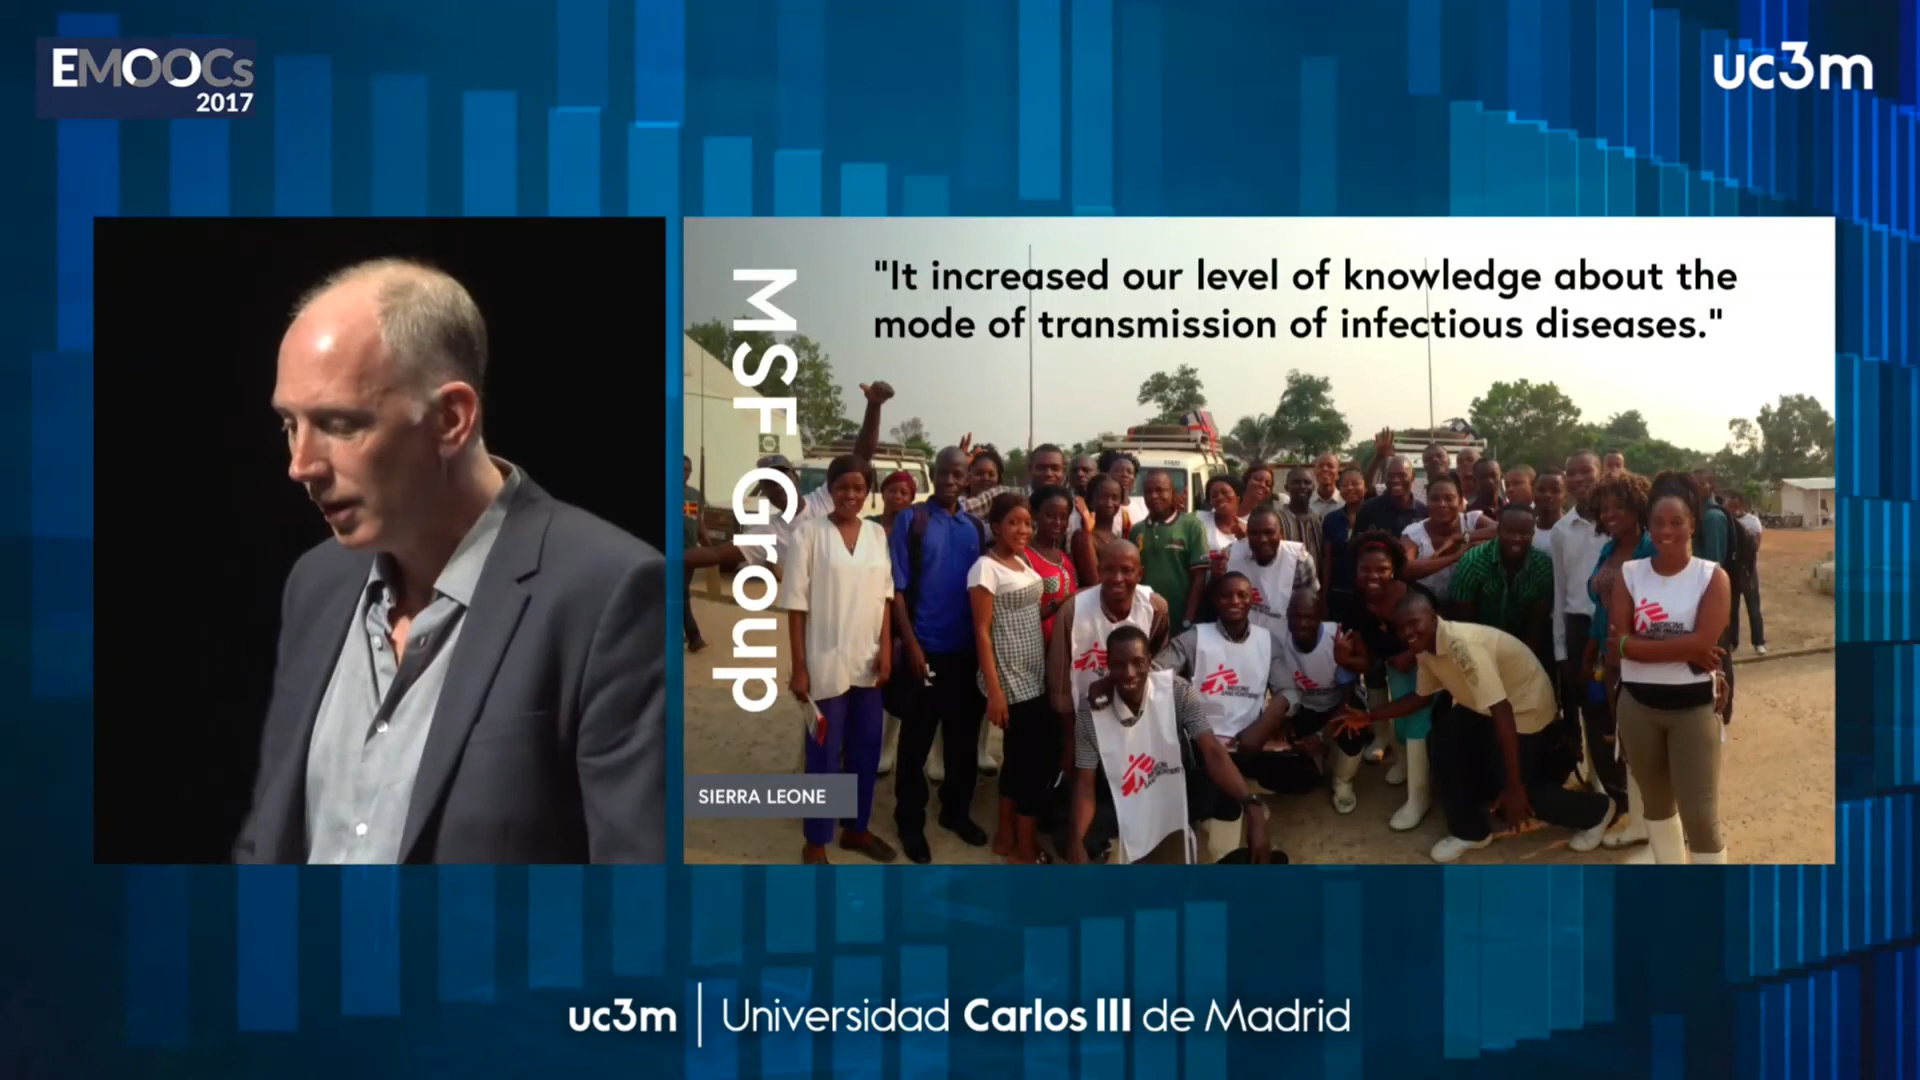 EMOOCs
2017
uc3m
"It increased our level of knowledge about the
mode of transmission of infectious diseases."
MSF Group
SIERRA LEONE
uc3m | Universidad Carlos III de Madrid